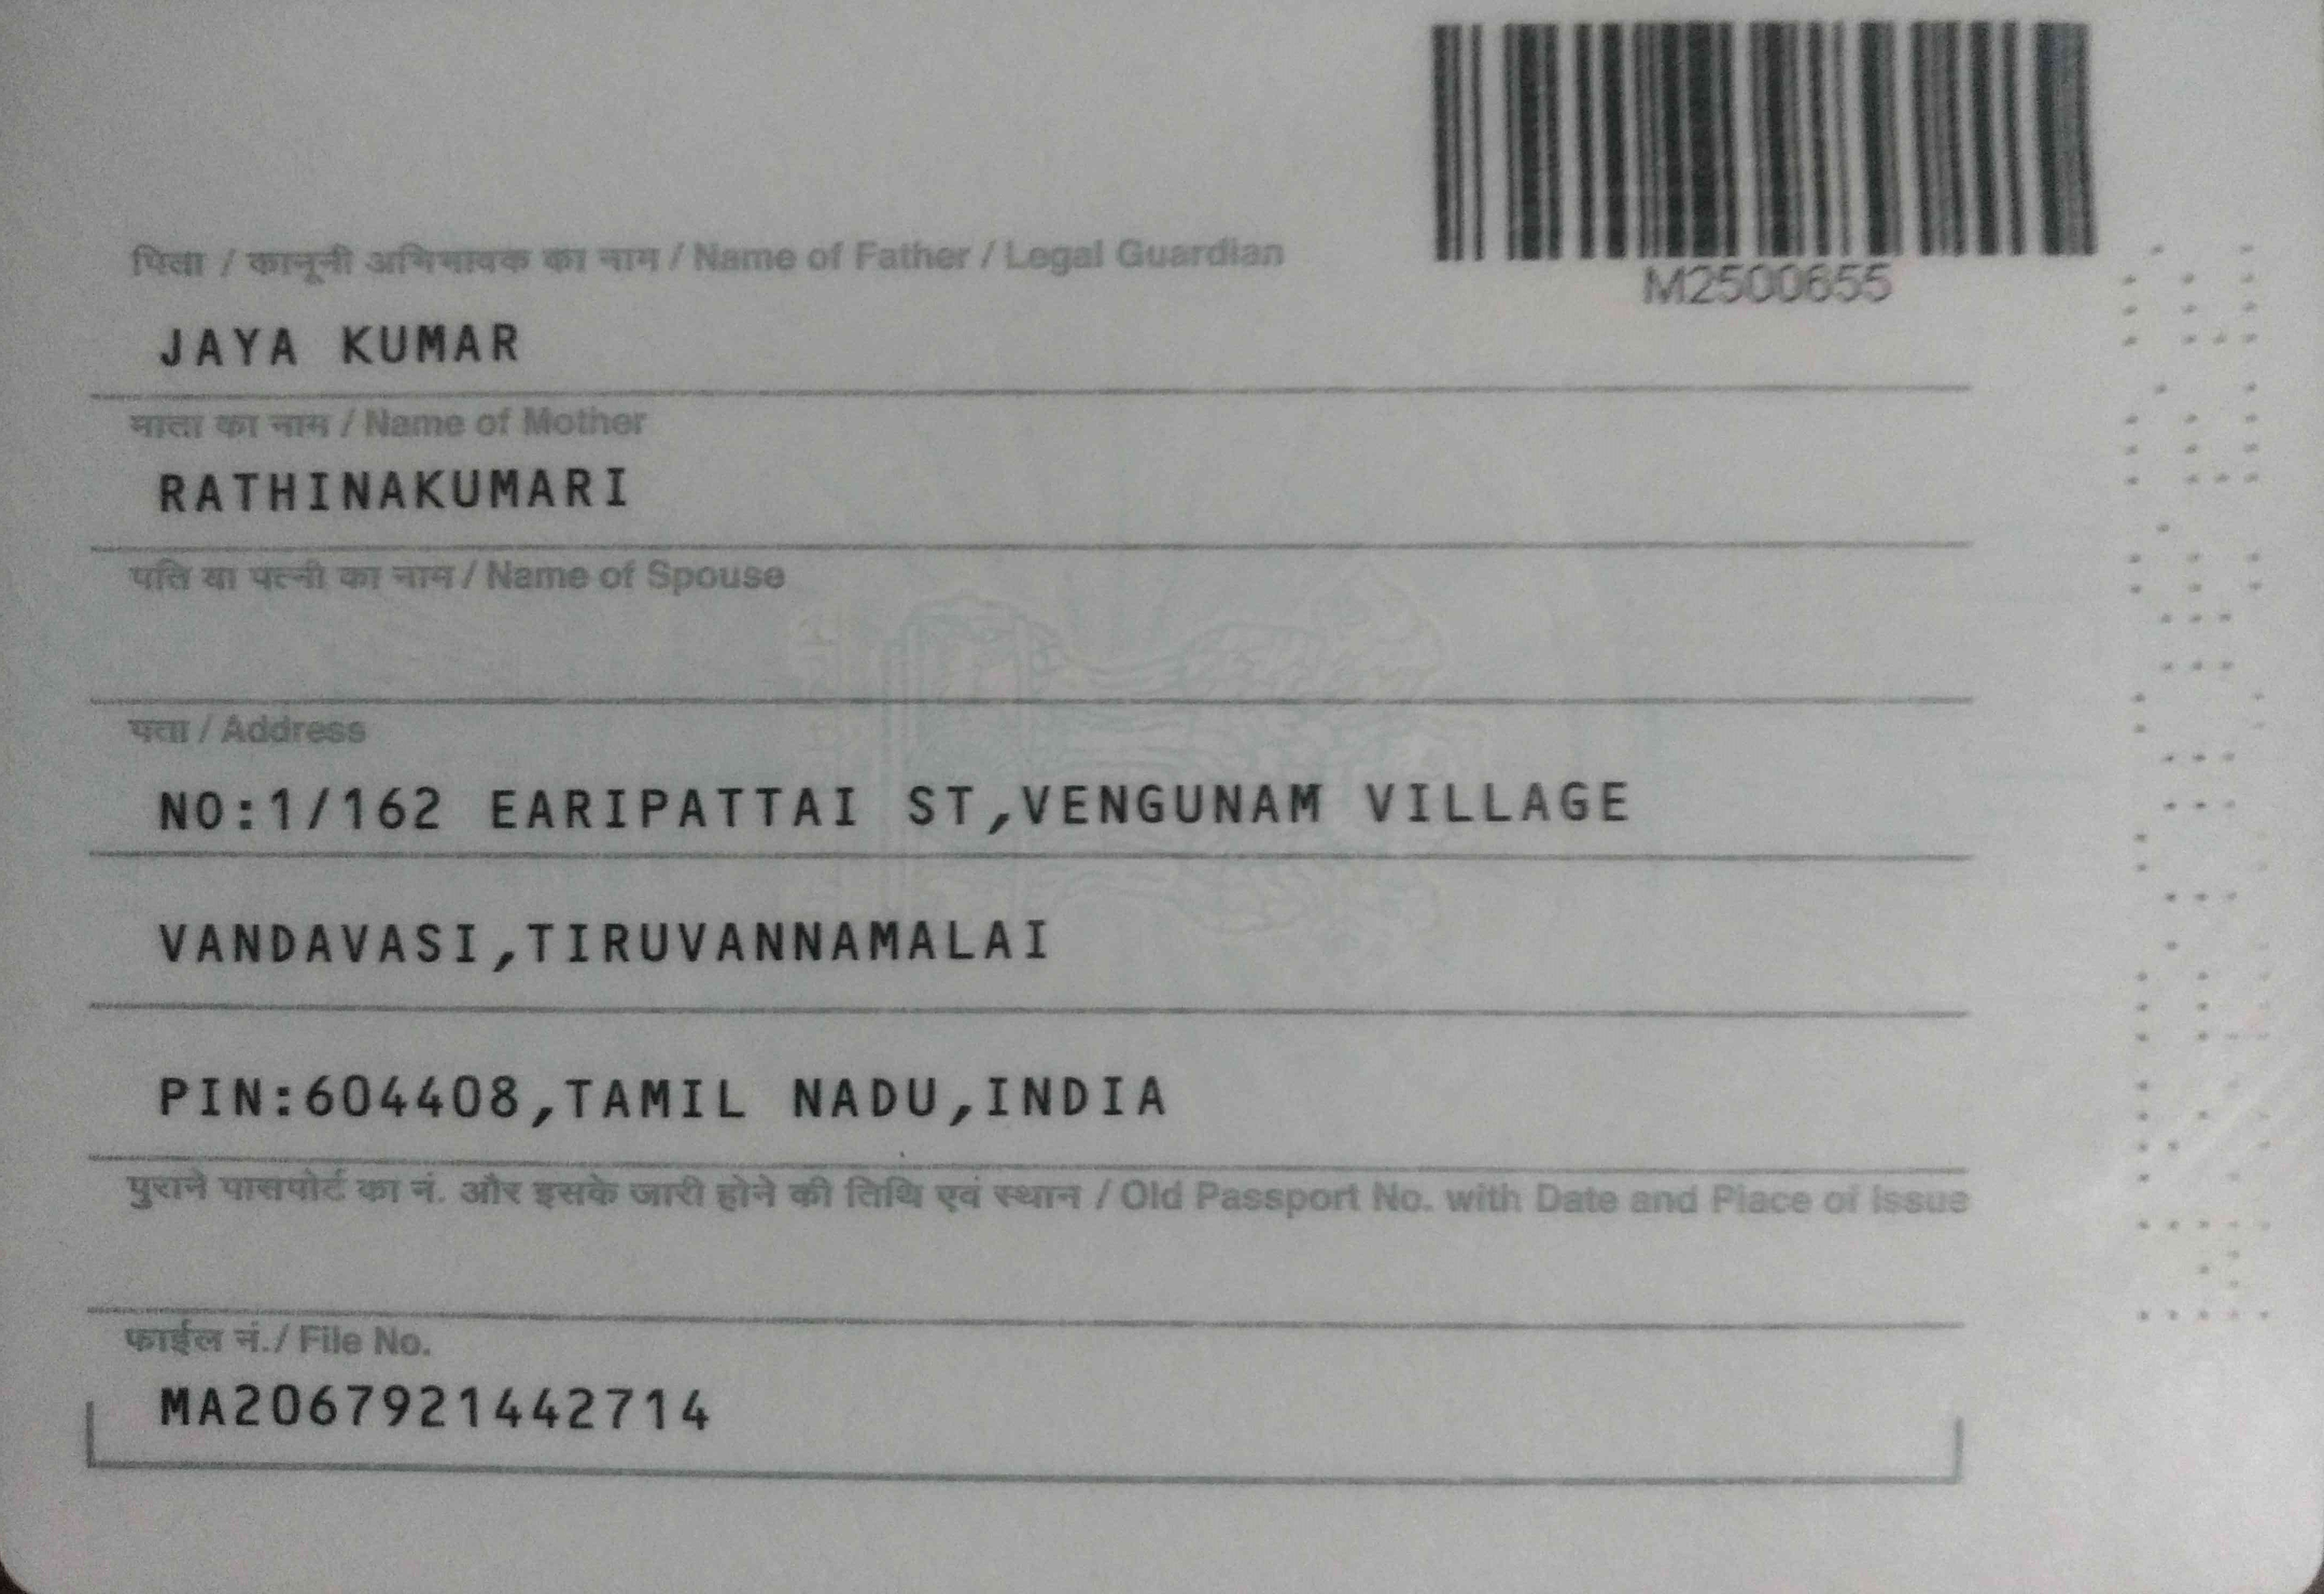 M2500655
पिता / कानूनी अभिभावक का नाम / Name of Father / Legal Guardian
JAYA KUMAR
माता का नाम / Name of Mother
RATHINAKUMARI
पति या पत्नी का नाम / Name of Spouse
पता / Address
NO:1/162 EARIPATTAI ST,VENGUNAM VILLAGE
VANDAVASI,TIRUVANNAMALAI
PIN:604408,TAMIL NADU,INDIA
पुराने पासपोर्ट का नं. और इसके जारी होने की तिथि एवं स्थान / Old Passport No. with Date and Place of Issue
फाईल नं./ File No.
MA2067921442714